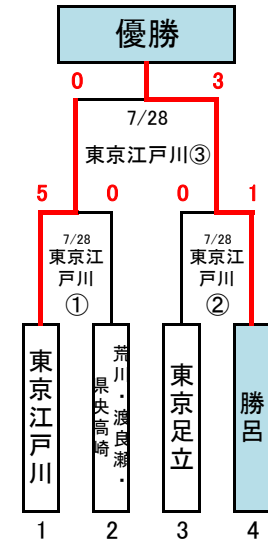 優勝
0 3
7/28
東京江戸川③
5 0 0 1
7/28
東京江
戸川
①
7/28
東京江
戸川
②
東京江戸川
荒川・渡良瀬・
県央高崎
東京足立
勝呂
1 2 3 4